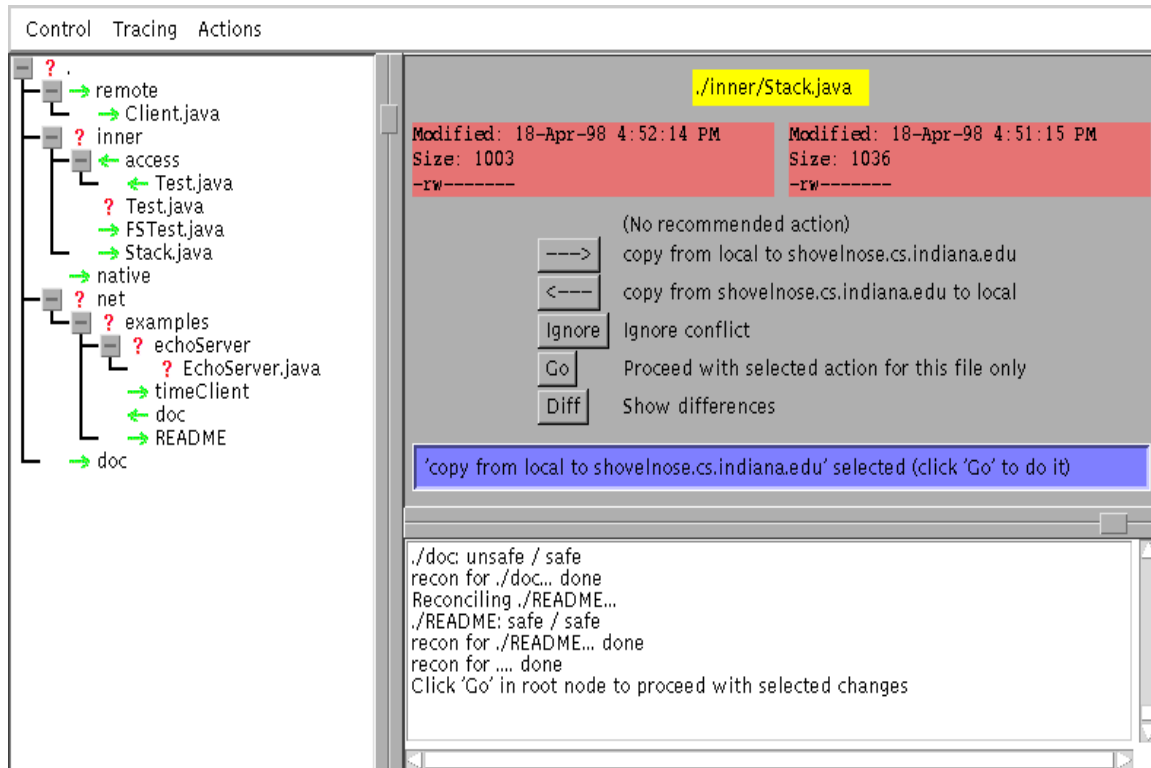 Control Tracing Actions
? .
remote
Client.java
? inner
access
Test.java
? Test.java
FSTest.java
Stack.java
native
? net
? examples
? echoServer
? EchoServer.java
timeClient
doc
README
doc
./inner/Stack.java
Modified: 18-Apr-98 4:52:14 PM
Size: 1003
-rw-------
Modified: 18-Apr-98 4:51:15 PM
Size: 1036
-rw-------
(No recommended action)
---> copy from local to shovelnose.cs.indiana.edu
<--- copy from shovelnose.cs.indiana.edu to local
Ignore Ignore conflict
Go Proceed with selected action for this file only
Diff Show differences
'copy from local to shovelnose.cs.indiana.edu' selected (click 'Go' to do it)
./doc: unsafe / safe
recon for ./doc... done
Reconciling ./README...
./README: safe / safe
recon for ./README... done
recon for .... done
Click 'Go' in root node to proceed with selected changes